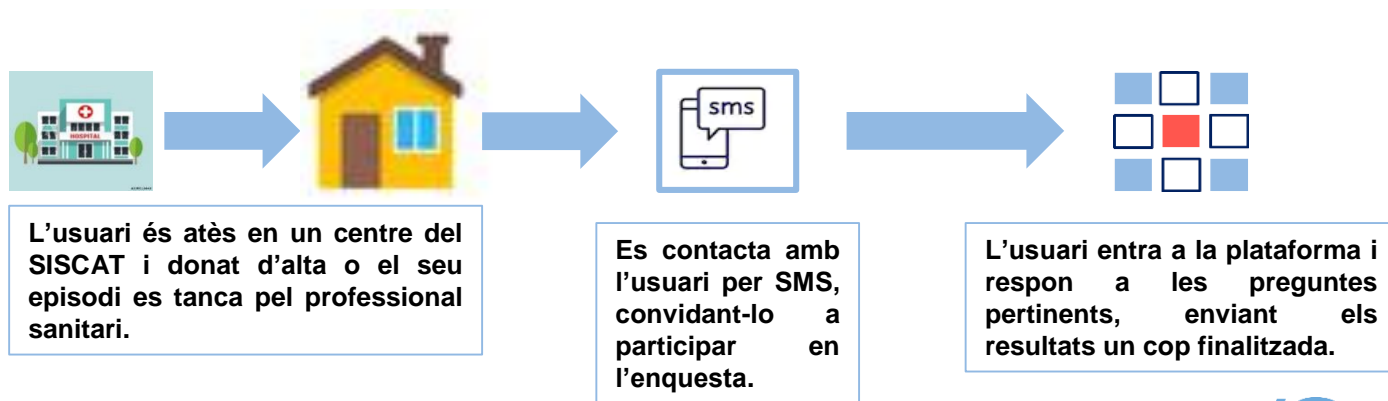 HOSPITAL
sms
L’usuari és atès en un centre del
SISCAT i donat d’alta o el seu
episodi es tanca pel professional
sanitari.
Es contacta amb
l’usuari per SMS,
convidant-lo a
participar en
l’enquesta.
L’usuari entra a la plataforma i
respon a les preguntes
pertinents, enviant els
resultats un cop finalitzada.